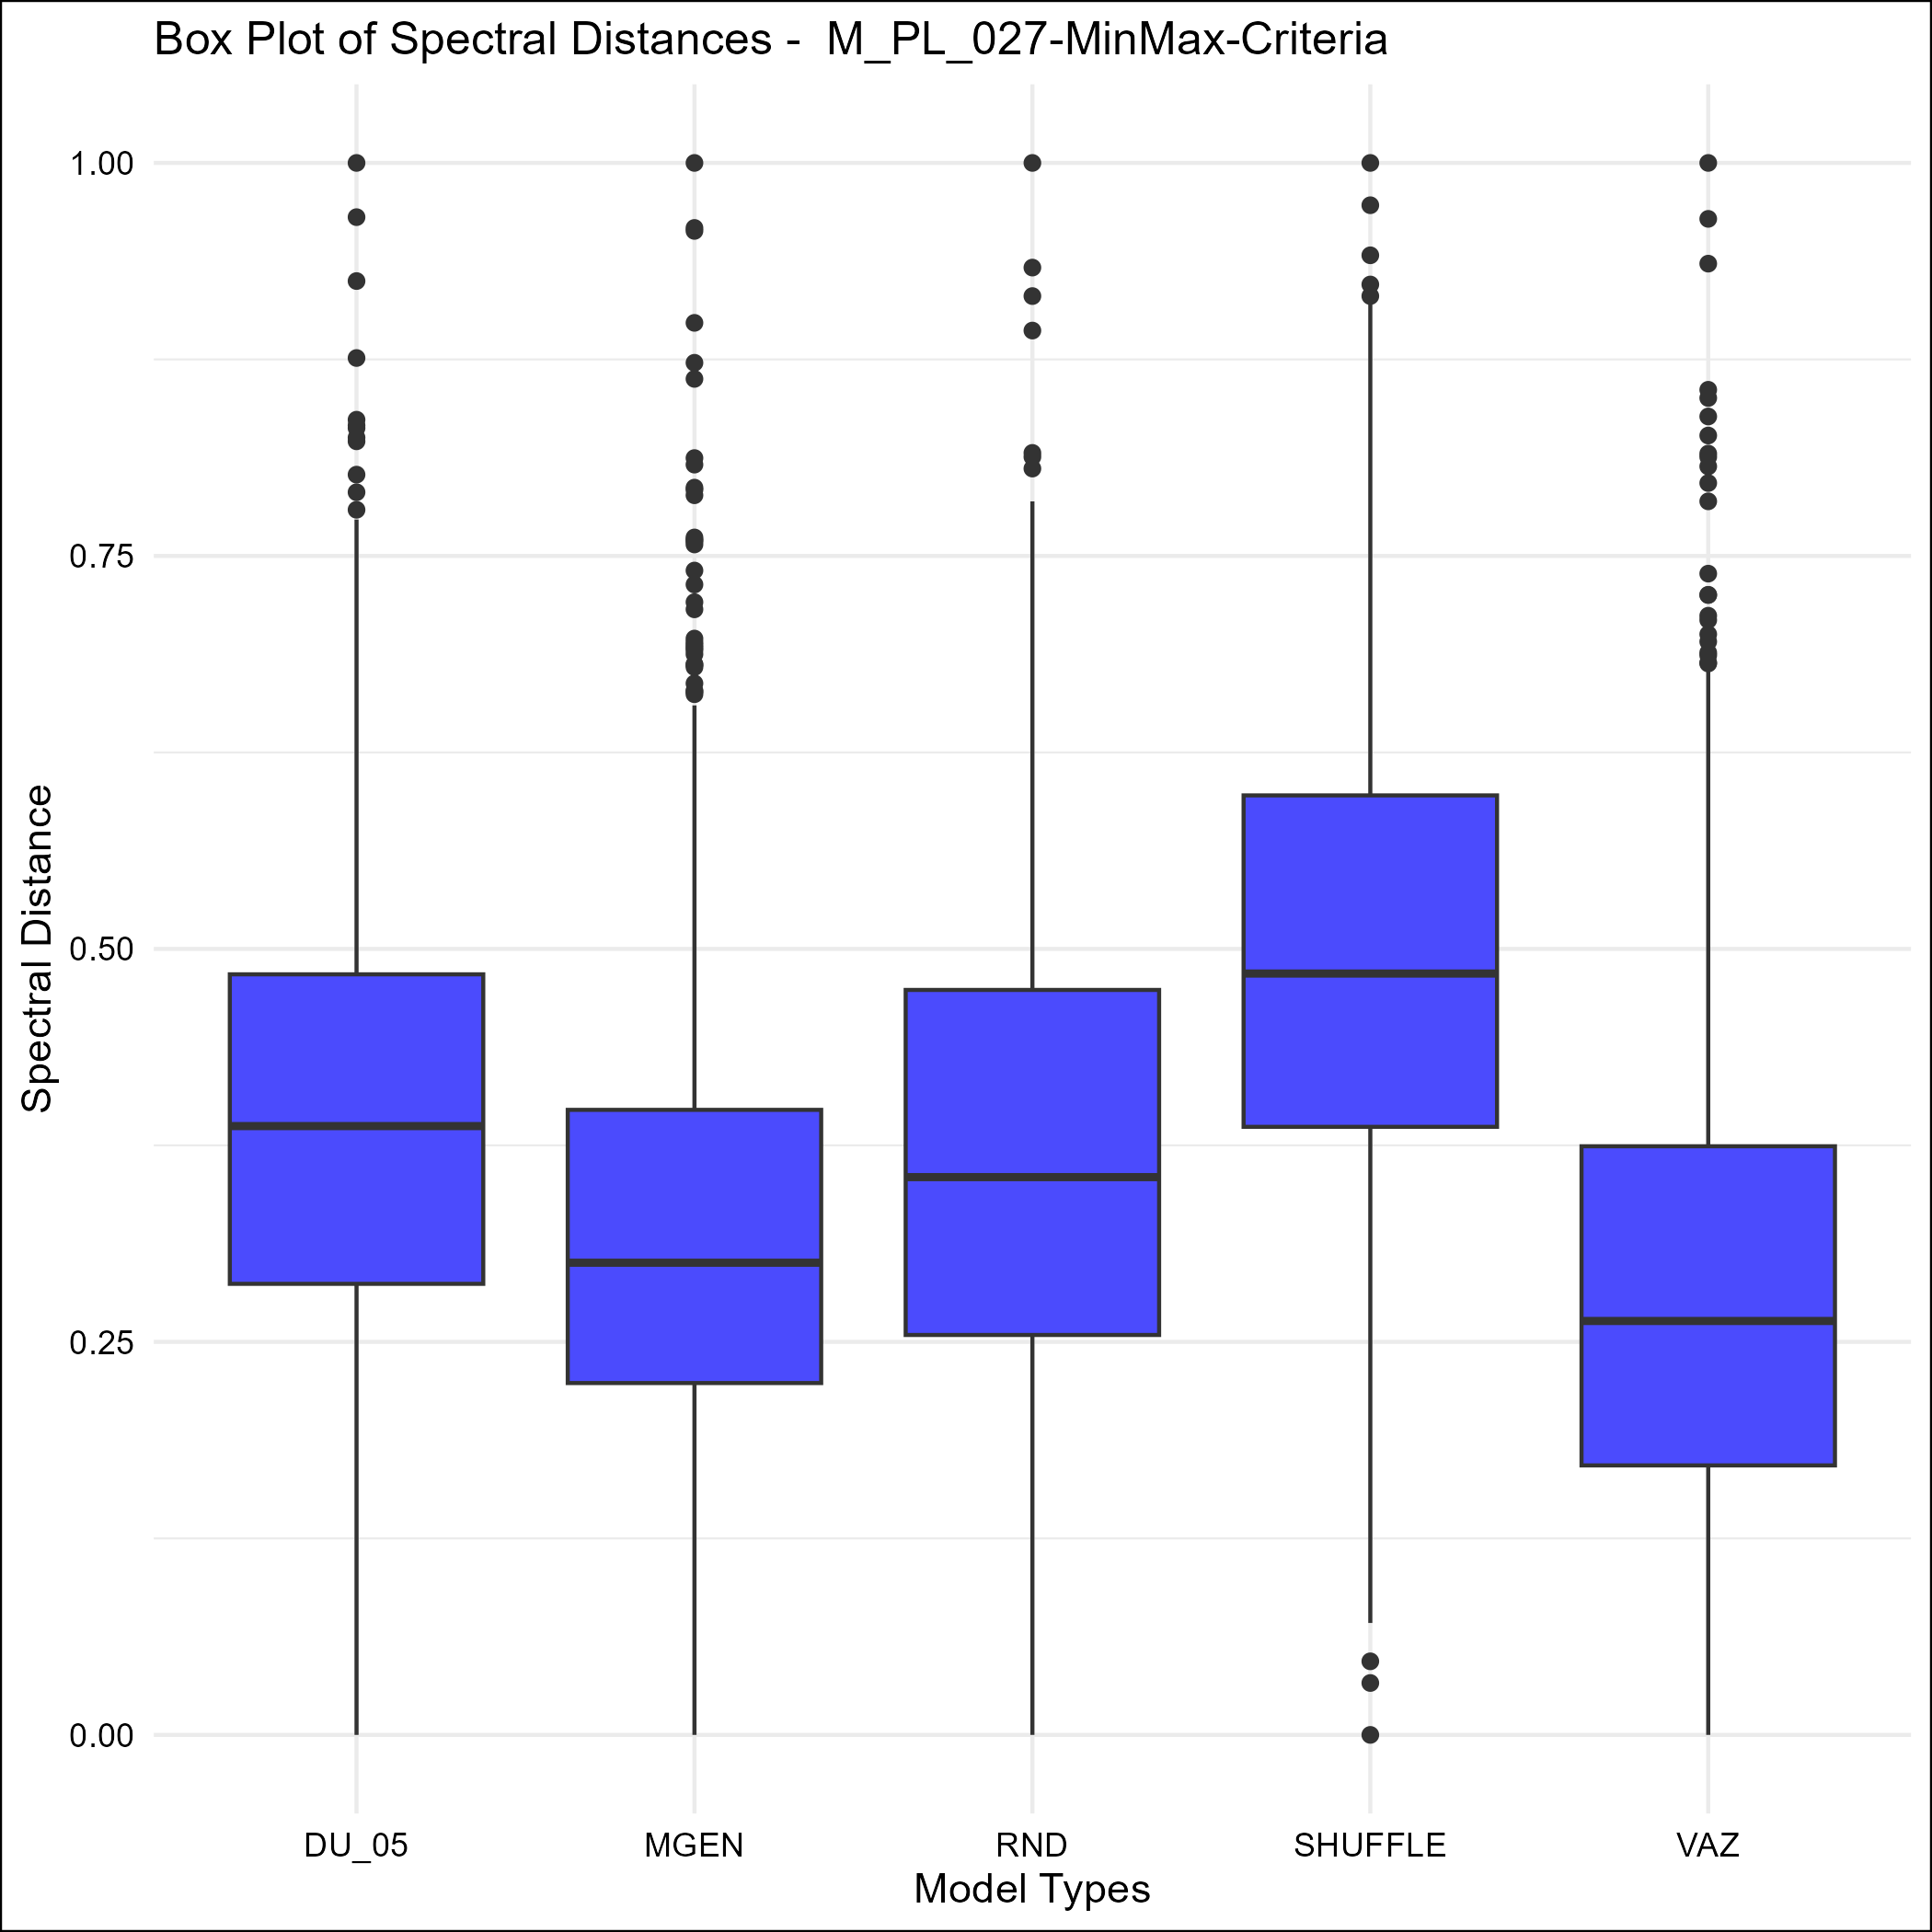 Box Plot of Spectral Distances -  M_PL_027-MinMax-Criteria
1.00
0.75
0.50
0.25
0.00
Spectral Distance
DU_05 MGEN RND SHUFFLE VAZ
Model Types